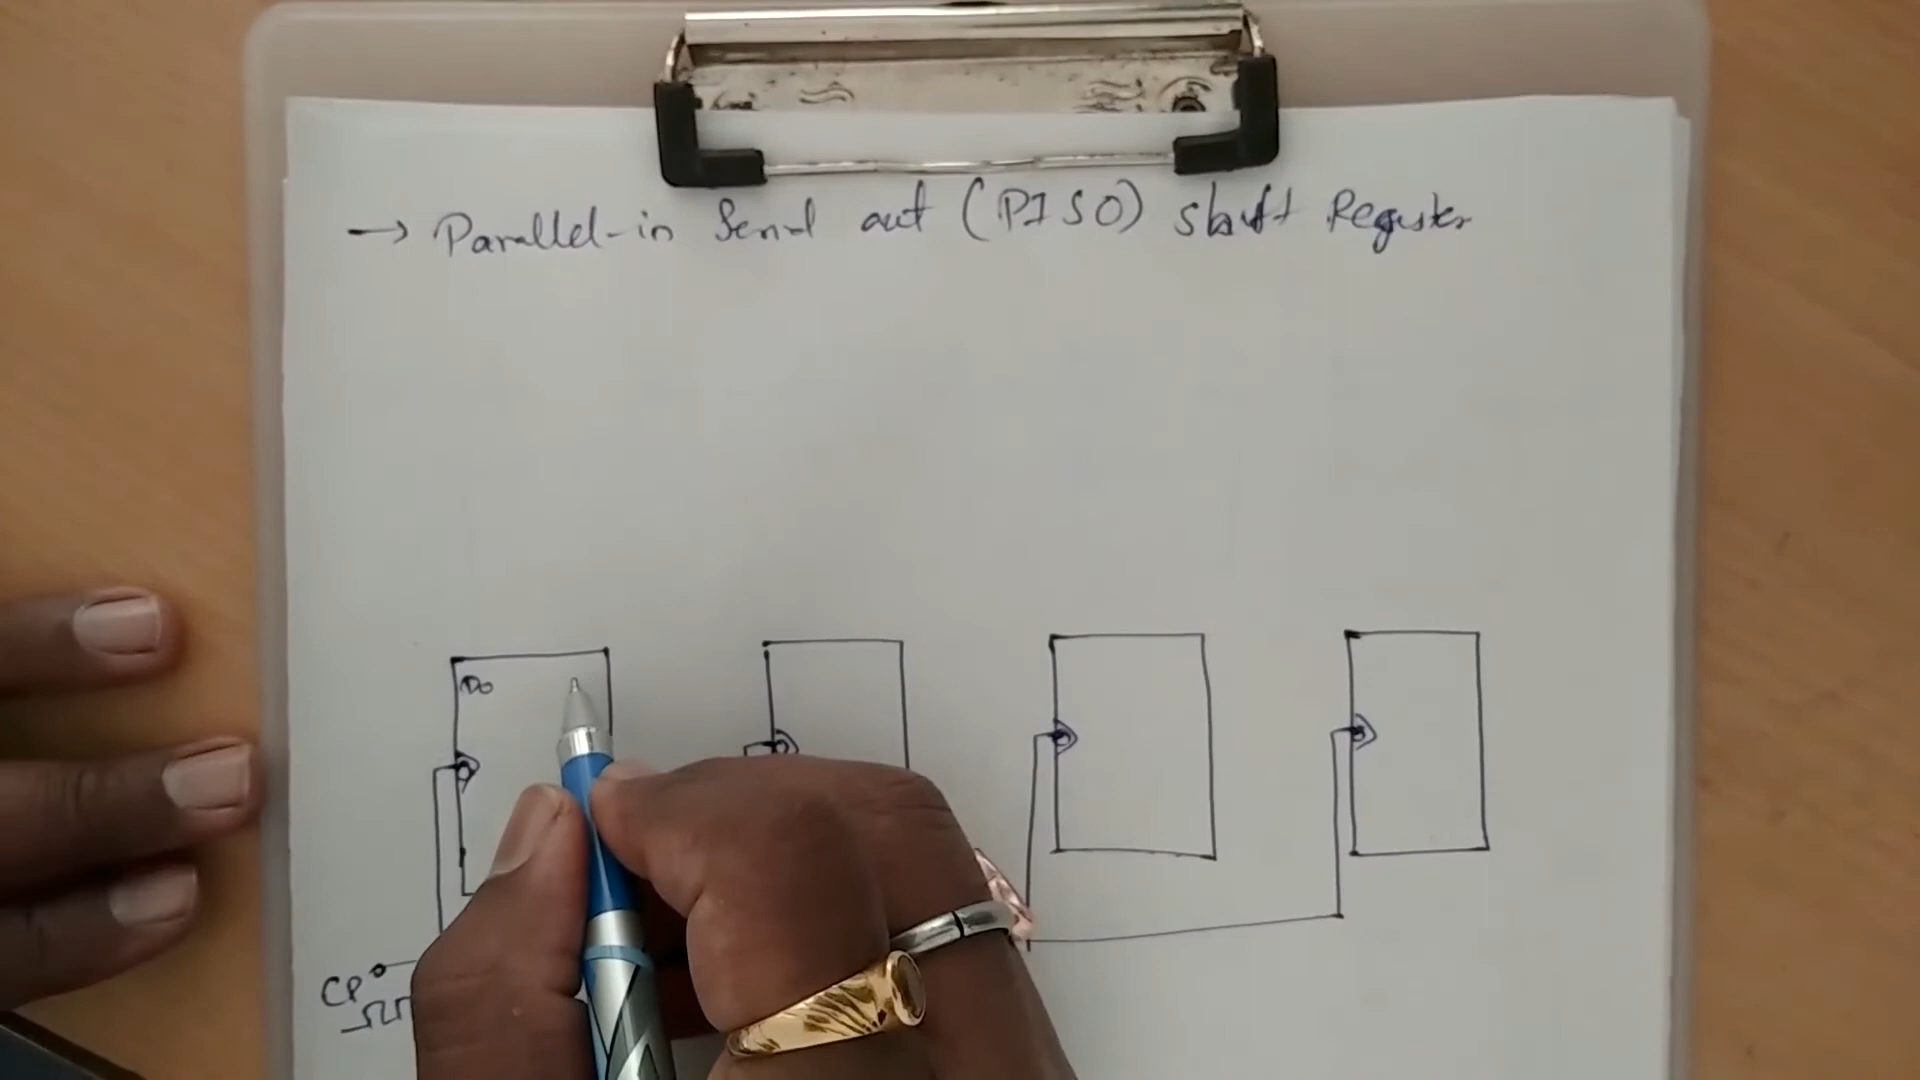 → Parallel-in Serial out (PISO) Shift Register
D0
CP